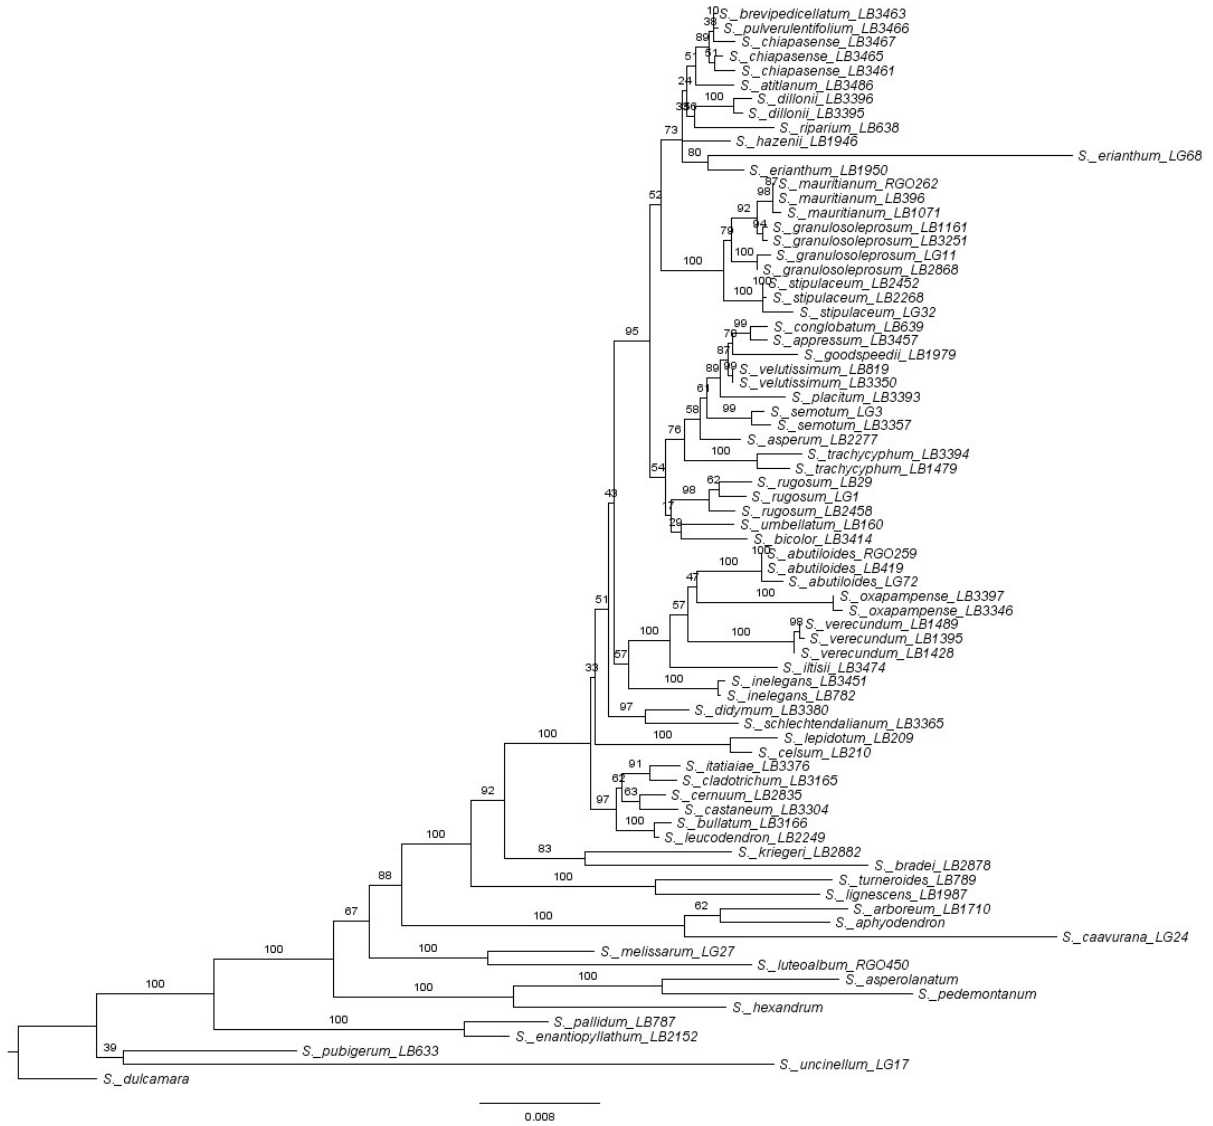 10
S._brevipedicellatum_LB3463
38
S._pulverulentifolium_LB3466
89
S._chiapasense_LB3467
51
S._chiapasense_LB3465
5
S._chiapasense_LB3461
24
S._atitlanum_LB3486
100
S._dillonii_LB3396
S._dillonii_LB3395
S._riparium_LB638
73
S._hazenii_LB1946
80
S._erianthum_LG68
S._erianthum_LB1950
87
S._mauritianum_RGO262
98
S._mauritianum_LB396
52
92
S._mauritianum_LB1071
94
S._granulosoleprosum_LB1161
79
S._granulosoleprosum_LB3251
100
S._granulosoleprosum_LG11
100
S._granulosoleprosum_LB2868
100
S._stipulaceum_LB2452
100
S._stipulaceum_LB2268
S._stipulaceum_LG32
99
S._conglobatum_LB639
95
S._appressum_LB3457
87
S._goodspeedii_LB1979
89
99
S._velutissimum_LB819
S._velutissimum_LB3350
61
S._placitum_LB3393
58
99
S._semotum_LG3
S._semotum_LB3357
76
S._asperum_LB2277
100
S._trachycyphum_LB3394
54
S._trachycyphum_LB1479
62
S._rugosum_LB29
43
98
S._rugosum_LG1
17
S._rugosum_LB2458
29
S._umbellatum_LB160
S._bicolor_LB3414
100
S._abutiloides_RGO259
100
S._abutiloides_LB419
47
S._abutiloides_LG72
100
S._oxapampense_LB3397
51
57
S._oxapampense_LB3346
98
S._verecundum_LB1489
100
100
S._verecundum_LB1395
57
S._verecundum_LB1428
33
S._iltisii_LB3474
100
S._inelegans_LB3451
S._inelegans_LB782
97
S._didymum_LB3380
S._schlechtendalianum_LB3365
100
100
S._lepidotum_LB209
S._celsum_LB210
91
S._itatiaiae_LB3376
62
S._cladotrichum_LB3165
92
97
63
S._cernuum_LB2835
S._castaneum_LB3304
100
S._bullatum_LB3166
100
S._leucodendron_LB2249
83
S._kriegeri_LB2882
S._bradei_LB2878
88
100
S._turneroides_LB789
S._lignescens_LB1987
67
100
62
S._arboreum_LB1710
S._aphyodendron
S._caavurana_LG24
100
100
S._melissarum_LG27
S._luteoalbum_RGO450
100
100
100
S._asperolanatum
S._pedemontanum
S._hexandrum
100
S._pallidum_LB787
S._enantiopyllathum_LB2152
39
S._pubigerum_LB633
S._uncinellum_LG17
S._dulcamara
0.008